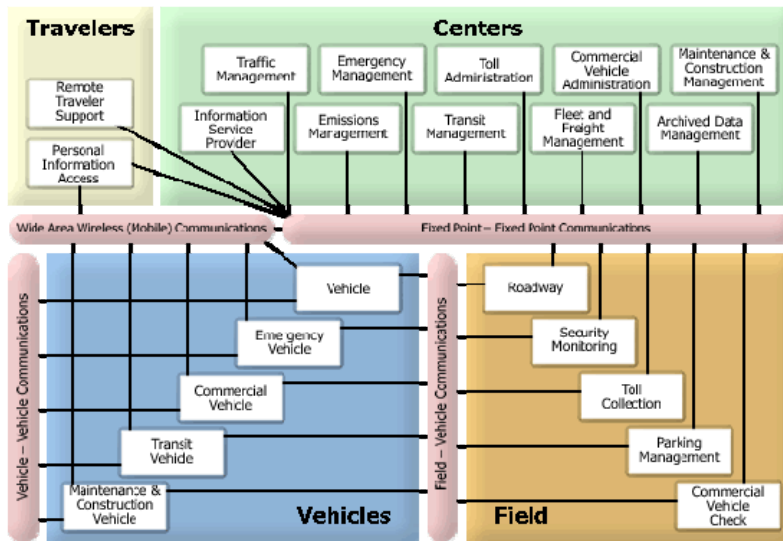 Travelers
Centers
Remote
Traveler
Support
Personal
Information
Access
Traffic
Management
Emergency
Management
Toll
Administration
Commercial
Vehicle
Administration
Maintenance &
Construction
Management
Information
Service
Provider
Emissions
Management
Transit
Management
Fleet and
Freight
Management
Archived Data
Management
Wide Area Wireless (Mobile) Communications
Fixed Point – Fixed Point Communications
Vehicle – Vehicle Communications
Vehicle
Emergency
Vehicle
Commercial
Vehicle
Transit
Vehicle
Maintenance &
Construction
Vehicle
Vehicles
Field – Vehicle Communications
Roadway
Security
Monitoring
Toll
Collection
Parking
Management
Commercial
Vehicle
Check
Field